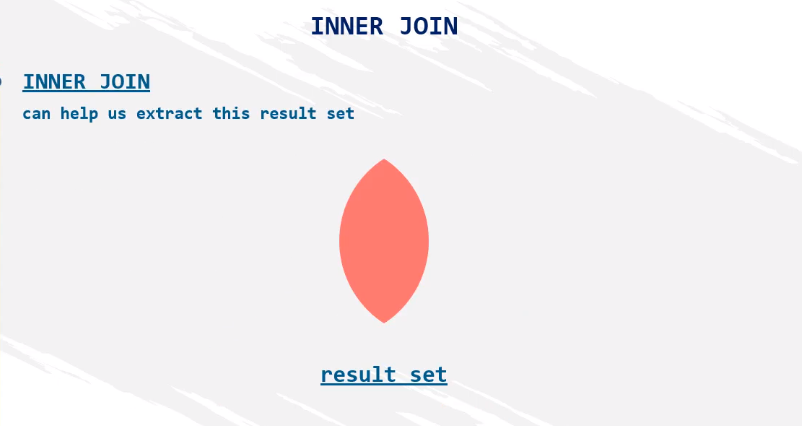 INNER JOIN
INNER JOIN
can help us extract this result set
result set